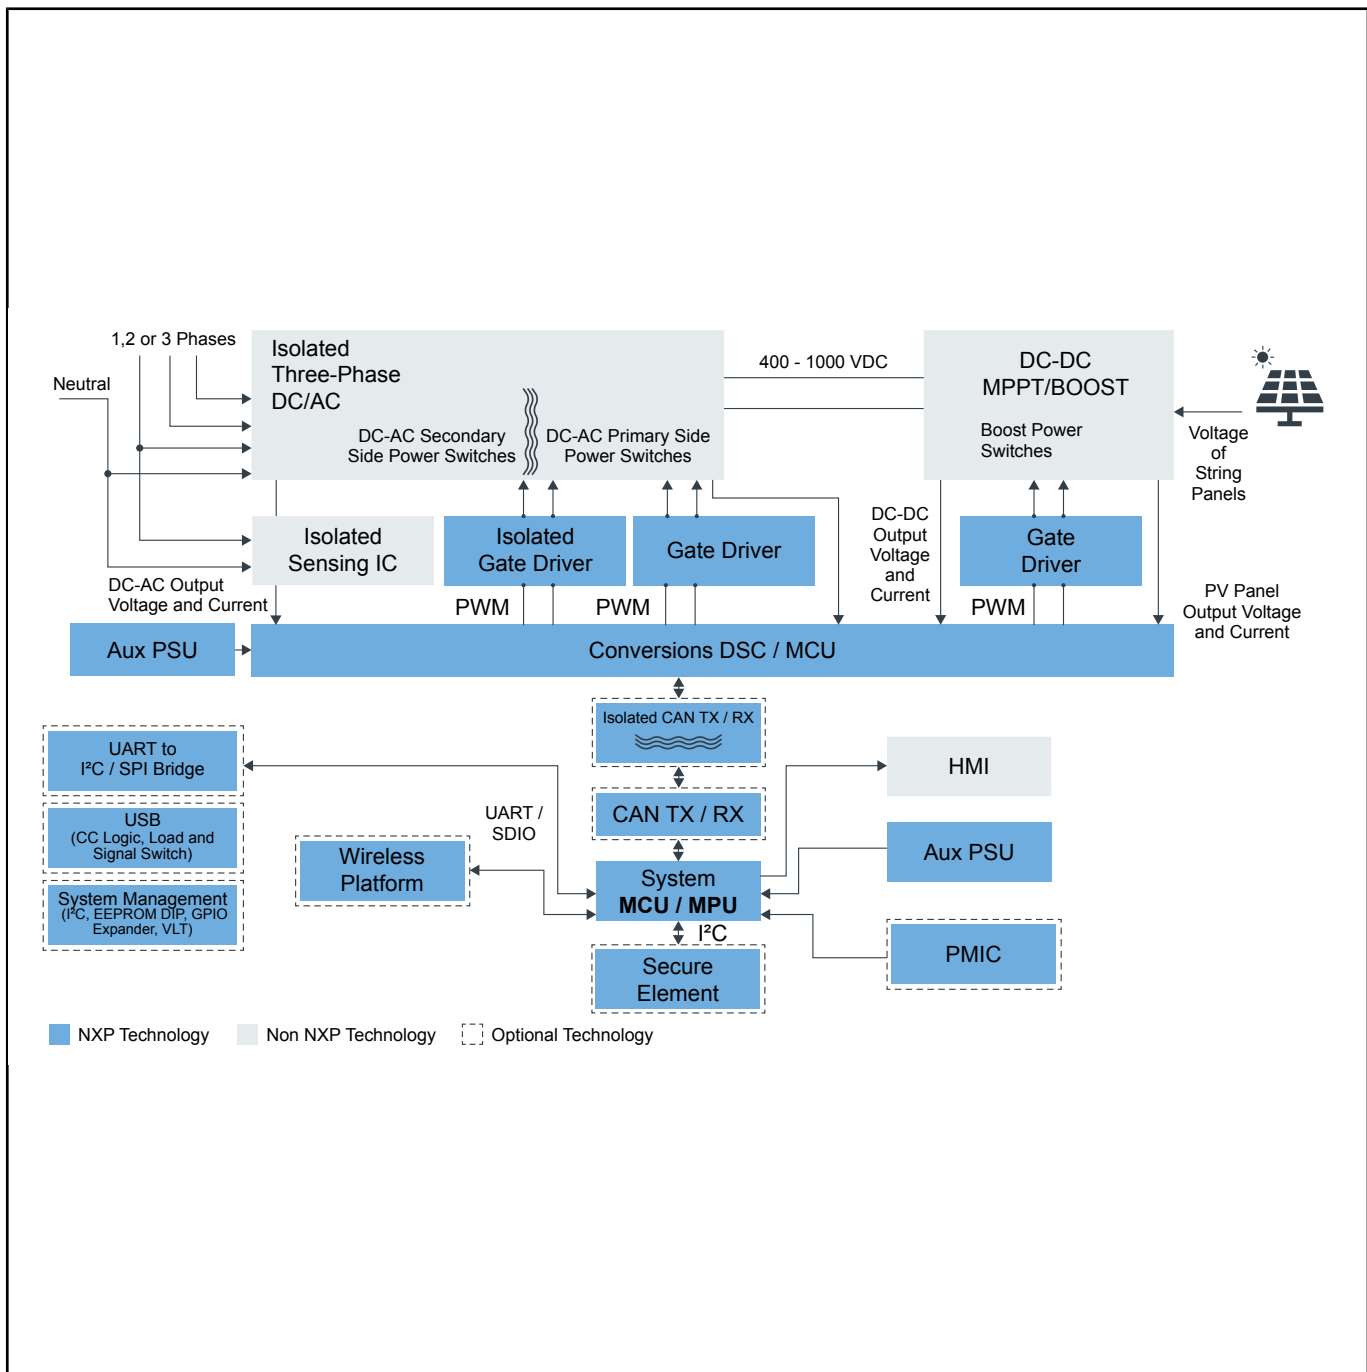 1,2 or 3 Phases
Neutral
Isolated
Three-Phase
DC/AC
DC-AC Secondary
Side Power Switches
DC-AC Primary Side
Power Switches
400 - 1000 VDC
DC-DC
MPPT/BOOST
Boost Power
Switches
Voltage
of
String
Panels
Isolated
Sensing IC
Isolated
Gate Driver
Gate Driver
DC-DC
Output
Voltage
and
Current
Gate
Driver
DC-AC Output
Voltage and Current
PWM
PWM
PWM
PV Panel
Output Voltage
and Current
Aux PSU
Conversions DSC / MCU
Isolated CAN TX / RX
UART to
I²C / SPI Bridge
HMI
USB
(CC Logic, Load and
Signal Switch)
UART /
SDIO
CAN TX / RX
Wireless
Platform
Aux PSU
System
MCU / MPU
System Management
(I²C, EEPROM DIP, GPIO
Expander, VLT)
I²C
Secure
Element
PMIC
NXP Technology
Non NXP Technology
Optional Technology